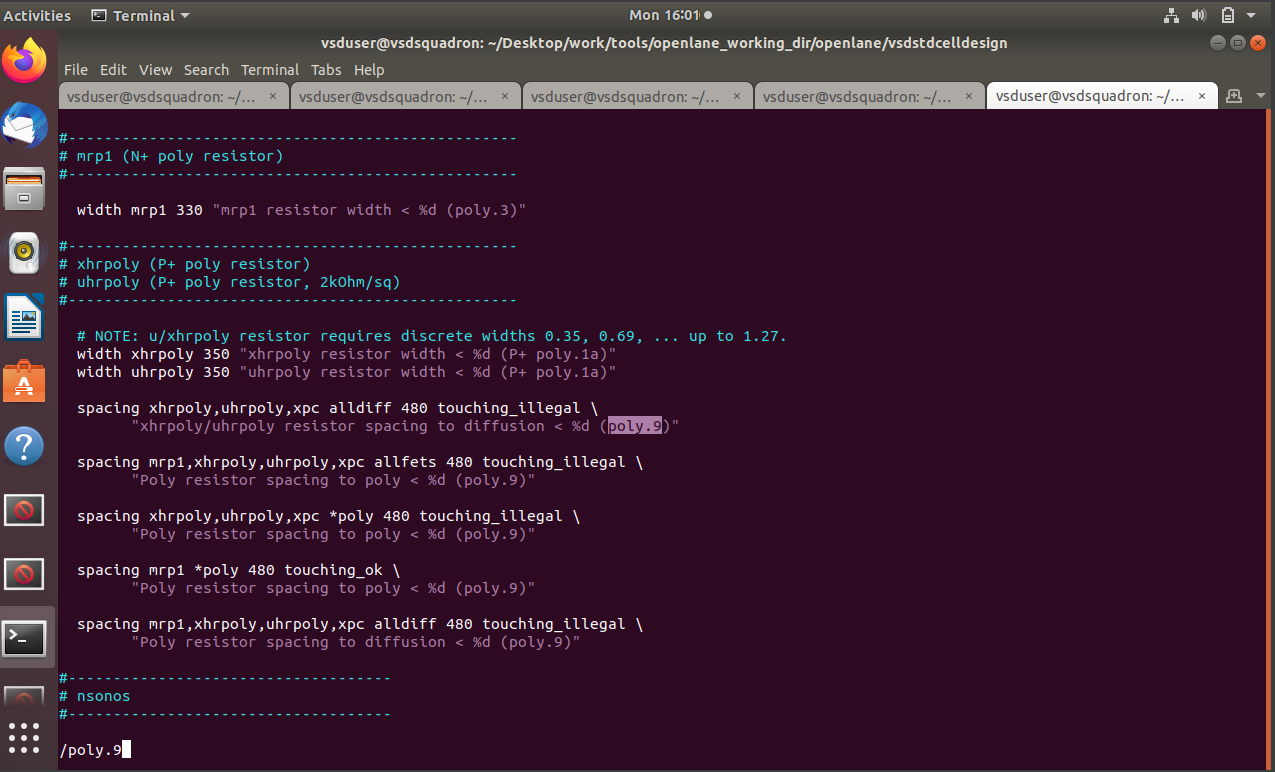 Activities
Terminal
Mon 16:01
vsduser@vsdsquadron: ~/Desktop/work/tools/openlane_working_dir/openlane/vsdstdcelldesign
File Edit View Search Terminal Tabs Help
vsduser@vsdsquadron: ~/... × vsduser@vsdsquadron: ~/... × vsduser@vsdsquadron: ~/... × vsduser@vsdsquadron: ~/... × vsduser@vsdsquadron: ~/... ×
#--------------------------------------------------
# mrp1 (N+ poly resistor)
#--------------------------------------------------
width mrp1 330 "mrp1 resistor width < %d (poly.3)"
#--------------------------------------------------
# xhrpoly (P+ poly resistor)
# uhrpoly (P+ poly resistor, 2kOhm/sq)
#--------------------------------------------------
# NOTE: u/xhrpoly resistor requires discrete widths 0.35, 0.69, ... up to 1.27.
width xhrpoly 350 "xhrpoly resistor width < %d (P+ poly.1a)"
width uhrpoly 350 "uhrpoly resistor width < %d (P+ poly.1a)"
spacing xhrpoly,uhrpoly,xpc alldiff 480 touching_illegal \
"xhrpoly/uhrpoly resistor spacing to diffusion < %d (poly.9)"
spacing mrp1,xhrpoly,uhrpoly,xpc allfets 480 touching_illegal \
"Poly resistor spacing to poly < %d (poly.9)"
spacing xhrpoly,uhrpoly,xpc *poly 480 touching_illegal \
"Poly resistor spacing to poly < %d (poly.9)"
spacing mrp1 *poly 480 touching_ok \
"Poly resistor spacing to poly < %d (poly.9)"
spacing mrp1,xhrpoly,uhrpoly,xpc alldiff 480 touching_illegal \
"Poly resistor spacing to diffusion < %d (poly.9)"
#------------------------------------
# nsonos
#------------------------------------
/poly.9